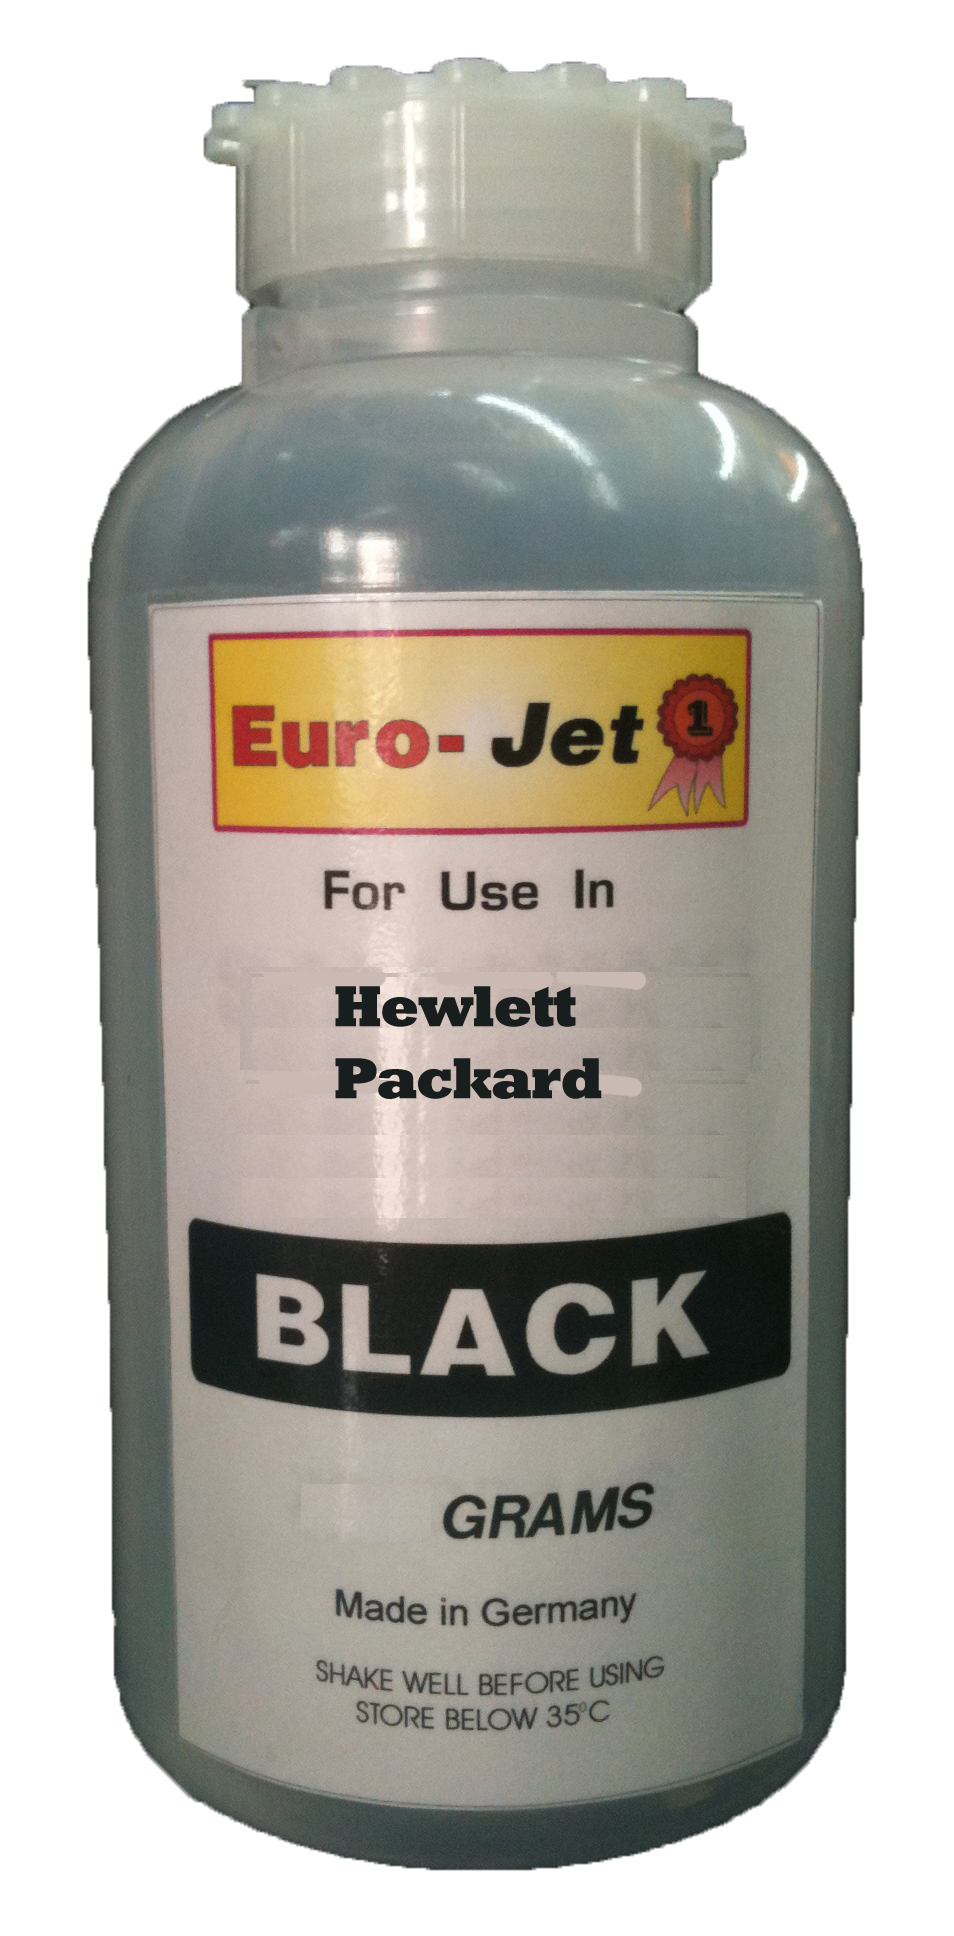 Euro- Jet 1
For Use In
Hewlett
Packard
BLACK
GRAMS
Made in Germany
SHAKE WELL BEFORE USING
STORE BELOW 35°C